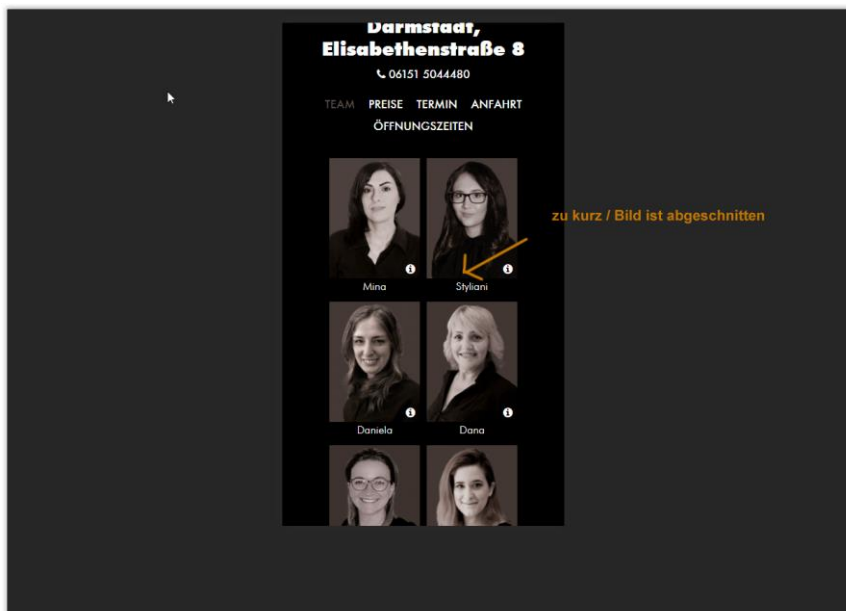 Darmstadt,
Elisabethenstraße 8
06151 5044480
TEAM PREISE TERMIN ANFAHRT
ÖFFNUNGSZEITEN
zu kurz / Bild ist abgeschnitten
Mina Styliani
Daniela Dana